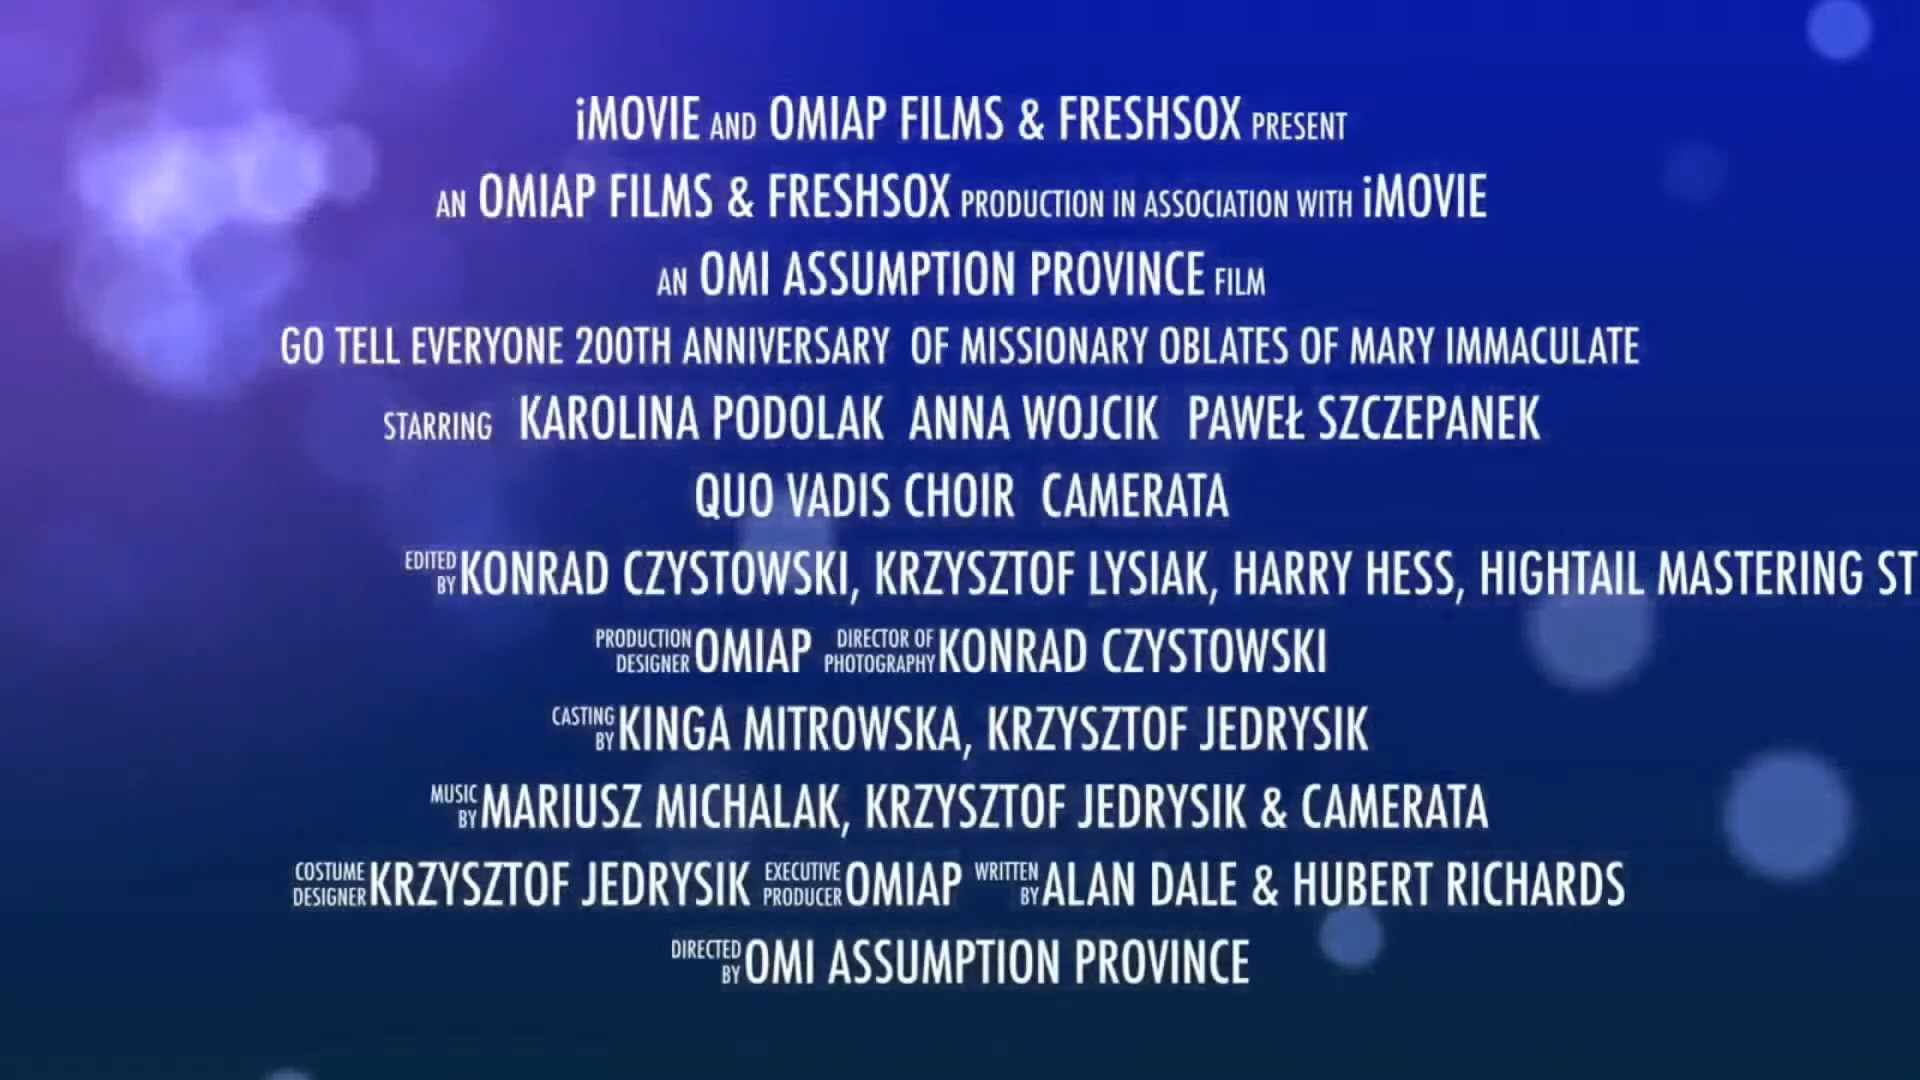 iMOVIE AND OMIAP FILMS & FRESHSOX PRESENT
AN OMIAP FILMS & FRESHSOX PRODUCTION IN ASSOCIATION WITH iMOVIE
AN OMI ASSUMPTION PROVINCE FILM
GO TELL EVERYONE 200TH ANNIVERSARY OF MISSIONARY OBLATES OF MARY IMMACULATE
STARRING KAROLINA PODOLAK ANNA WOJCIK PAWEŁ SZCZEPANEK
QUO VADIS CHOIR CAMERATA
EDITED BY KONRAD CZYSTOWSKI, KRZYSZTOF LYSIAK, HARRY HESS, HIGHTAIL MASTERING ST
PRODUCTION DESIGNER OMIAP DIRECTOR OF PHOTOGRAPHY KONRAD CZYSTOWSKI
CASTING BY KINGA MITROWSKA, KRZYSZTOF JEDRYSIK
MUSIC BY MARIUSZ MICHALAK, KRZYSZTOF JEDRYSIK & CAMERATA
COSTUME DESIGNER KRZYSZTOF JEDRYSIK EXECUTIVE PRODUCER OMIAP WRITTEN BY ALAN DALE & HUBERT RICHARDS
DIRECTED BY OMI ASSUMPTION PROVINCE